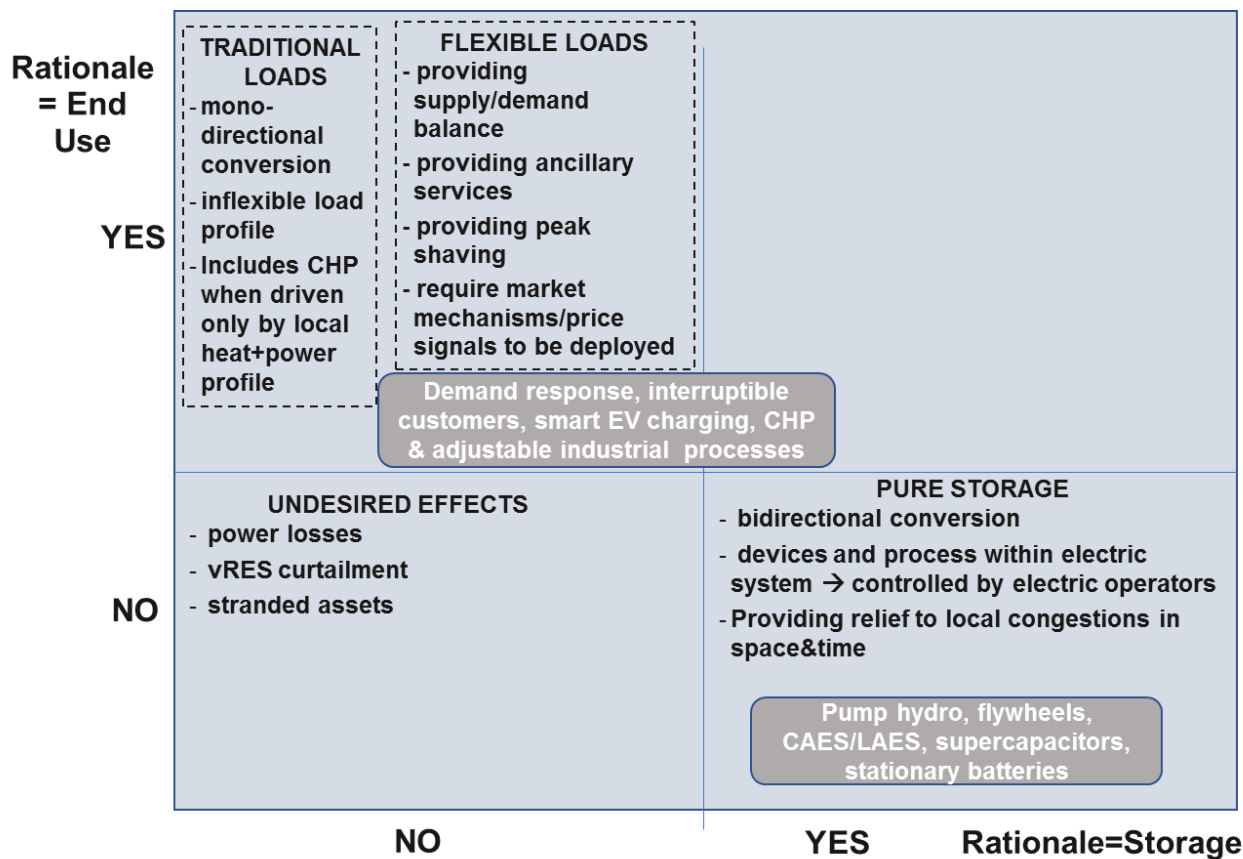 Rationale
= End
Use
YES
TRADITIONAL
LOADS
- mono-
directional
conversion
- inflexible load
profile
- Includes CHP
when driven
only by local
heat+power
profile
FLEXIBLE LOADS
- providing
supply/demand
balance
- providing ancillary
services
- providing peak
shaving
- require market
mechanisms/price
signals to be deployed
Demand response, interruptible
customers, smart EV charging, CHP
& adjustable industrial processes
NO
UNDESIRED EFFECTS
- power losses
- vRES curtailment
- stranded assets
PURE STORAGE
- bidirectional conversion
- devices and process within electric
system → controlled by electric operators
- Providing relief to local congestions in
space&time
Pump hydro, flywheels,
CAES/LAES, supercapacitors,
stationary batteries
NO
YES
Rationale=Storage